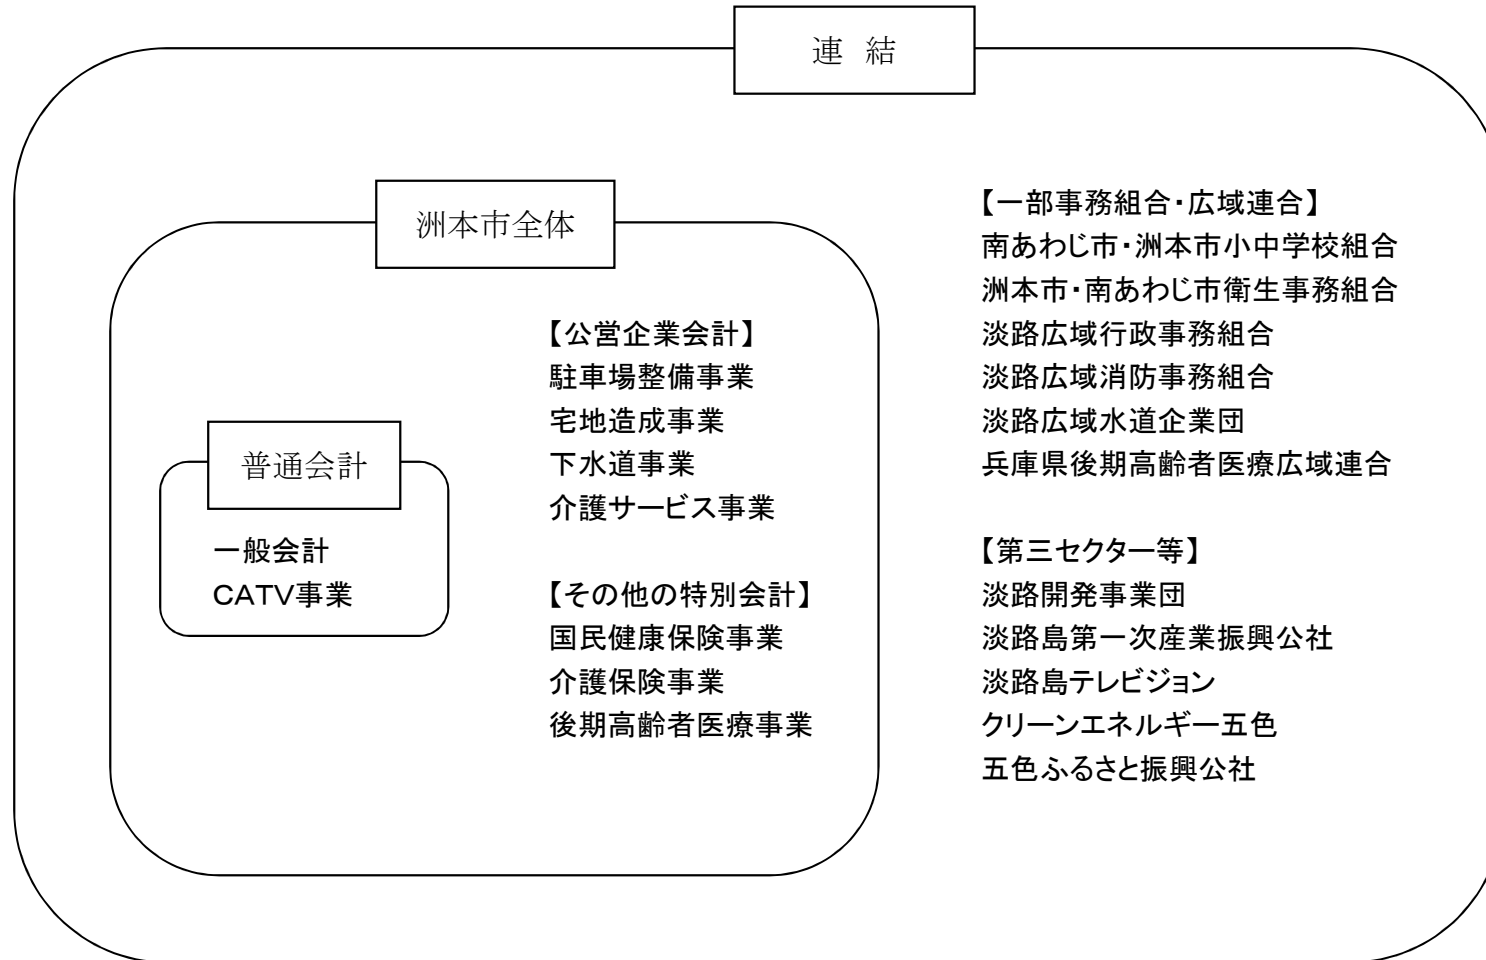 連 結
洲本市全体
普通会計
一般会計
CATV事業
【公営企業会計】
駐車場整備事業
宅地造成事業
下水道事業
介護サービス事業
【その他の特別会計】
国民健康保険事業
介護保険事業
後期高齢者医療事業
【一部事務組合・広域連合】
南あわじ市・洲本市小中学校組合
洲本市・南あわじ市衛生事務組合
淡路広域行政事務組合
淡路広域消防事務組合
淡路広域水道企業団
兵庫県後期高齢者医療広域連合
【第三セクター等】
淡路開発事業団
淡路島第一次産業振興公社
淡路島テレビジョン
クリーンエネルギー五色
五色ふるさと振興公社